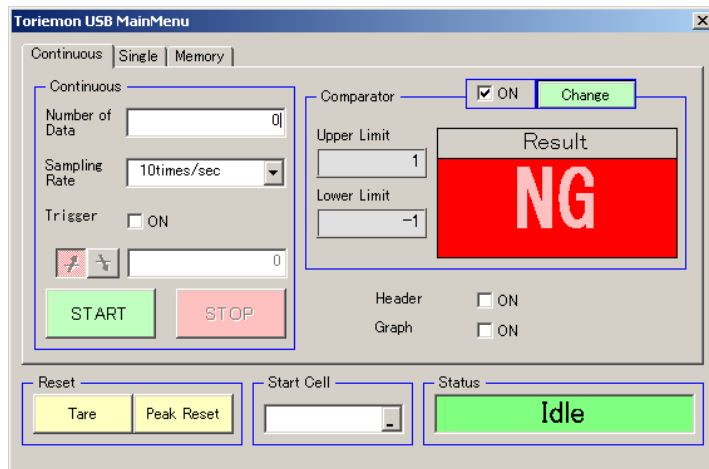 Toriemon USB MainMenu
Continuous
Single
Memory
Continuous
Number of
Data
0
Sampling
Rate
10times/sec
Trigger
ON
0
START
STOP
Comparator
ON
Change
Upper Limit
1
Lower Limit
-1
Result
NG
Header
ON
Graph
ON
Reset
Tare
Peak Reset
Start Cell
Status
Idle